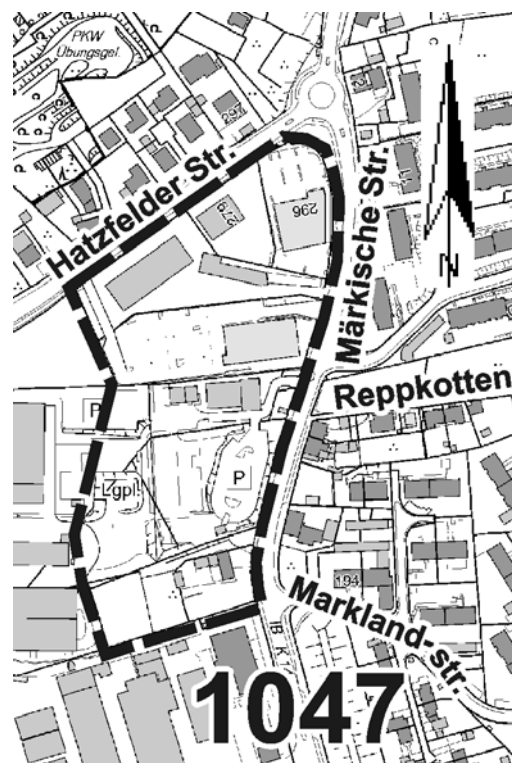 PKW
Übungsgel.
297
Hatzfelder Str.
279
296
Märkische Str.
N
Reppkotten
P
Lgpl.
P
194
Markland-str.
1047